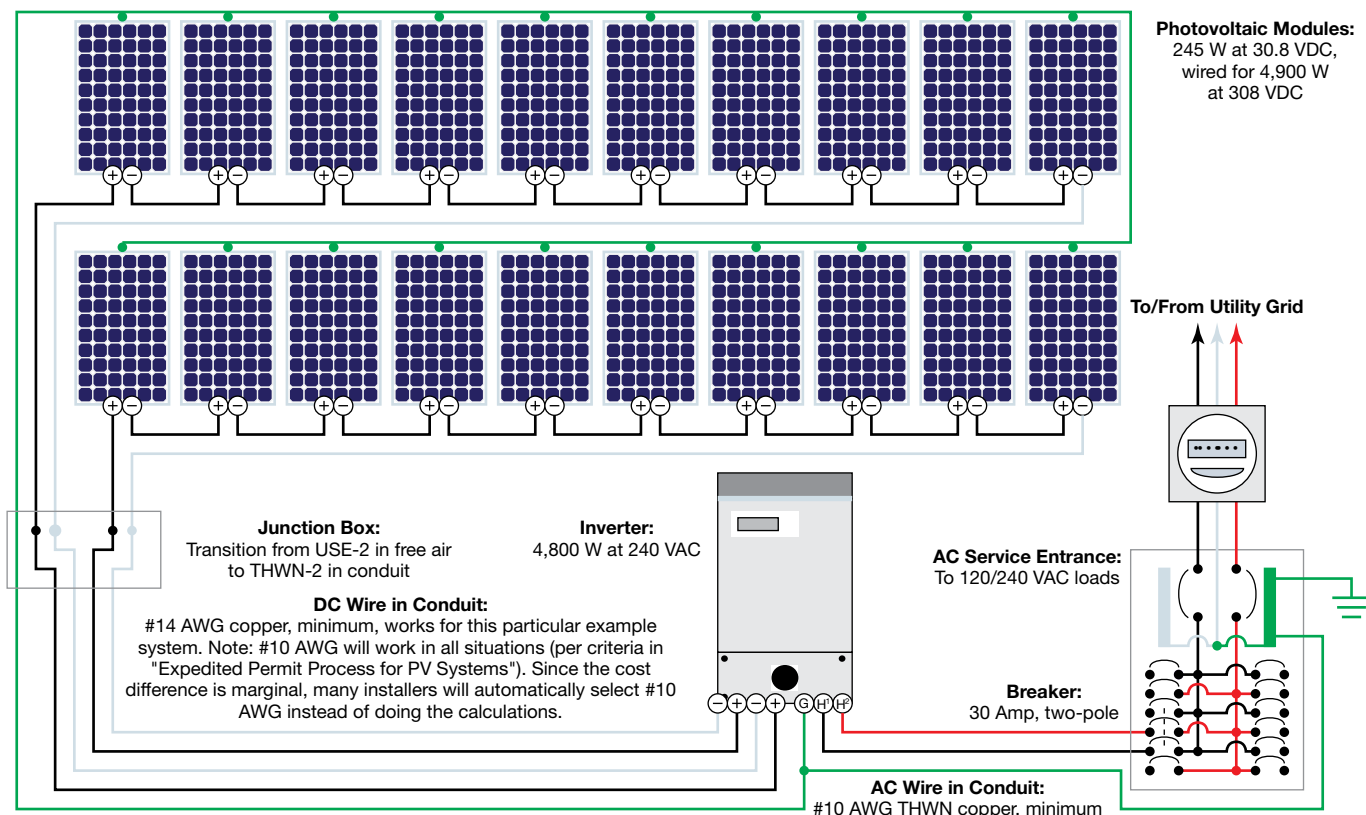 Photovoltaic Modules:
245 W at 30.8 VDC,
wired for 4,900 W
at 308 VDC
+ − + − + − + − + − + − + − + − + − + −
+ − + − + − + − + − + − + − + − + − + −
To/From Utility Grid
Junction Box:
Transition from USE-2 in free air
to THWN-2 in conduit
Inverter:
4,800 W at 240 VAC
AC Service Entrance:
To 120/240 VAC loads
DC Wire in Conduit:
#14 AWG copper, minimum, works for this particular example
system. Note: #10 AWG will work in all situations (per criteria in
"Expedited Permit Process for PV Systems"). Since the cost
difference is marginal, many installers will automatically select #10
AWG instead of doing the calculations.
− + − + G H¹ H²
Breaker:
30 Amp, two-pole
AC Wire in Conduit:
#10 AWG THWN copper, minimum